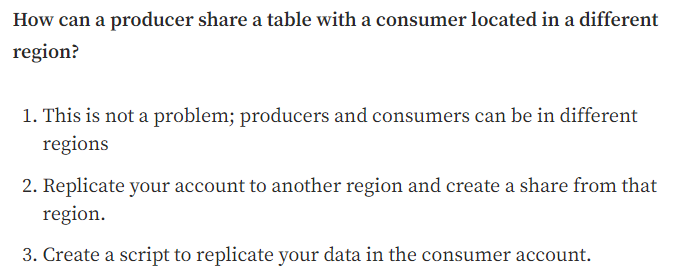 How can a producer share a table with a consumer located in a different
region?
1. This is not a problem; producers and consumers can be in different
regions
2. Replicate your account to another region and create a share from that
region.
3. Create a script to replicate your data in the consumer account.